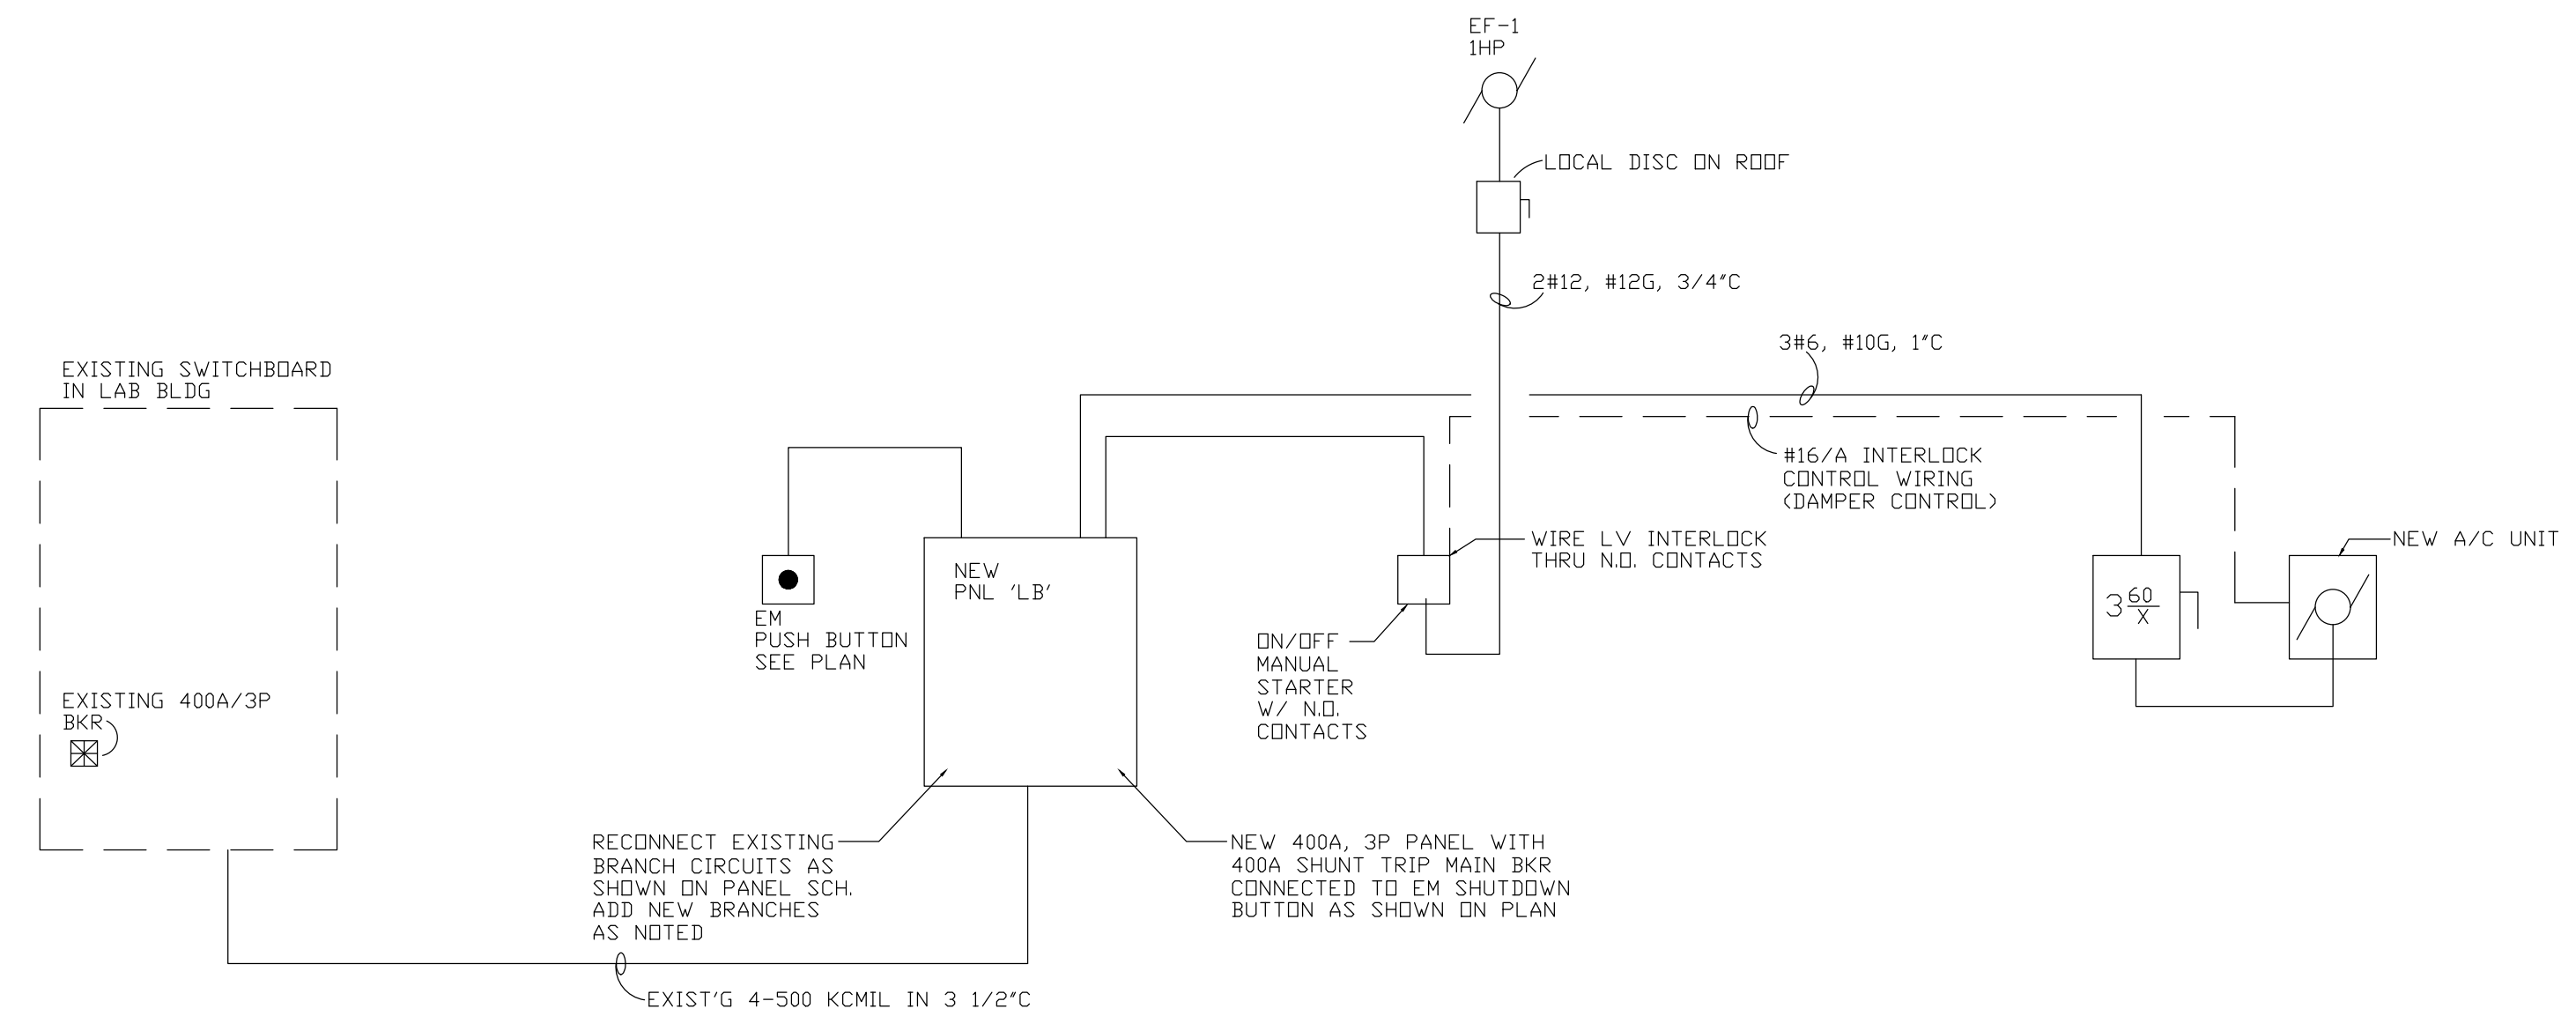 EF-1
1HP
LOCAL DISC ON ROOF
2#12, #12G, 3/4"C
3#6, #10G, 1"C
EXISTING SWITCHBOARD
IN LAB BLDG
#16/A INTERLOCK
CONTROL WIRING
(DAMPER CONTROL)
WIRE LV INTERLOCK
THRU N.O. CONTACTS
NEW A/C UNIT
NEW
PNL 'LB'
3 60
X
EM
PUSH BUTTON
SEE PLAN
ON/OFF
MANUAL
STARTER
W/ N.O.
CONTACTS
EXISTING 400A/3P
BKR
RECONNECT EXISTING
BRANCH CIRCUITS AS
SHOWN ON PANEL SCH.
ADD NEW BRANCHES
AS NOTED
NEW 400A, 3P PANEL WITH
400A SHUNT TRIP MAIN BKR
CONNECTED TO EM SHUTDOWN
BUTTON AS SHOWN ON PLAN
EXIST'G 4-500 KCMIL IN 3 1/2"C